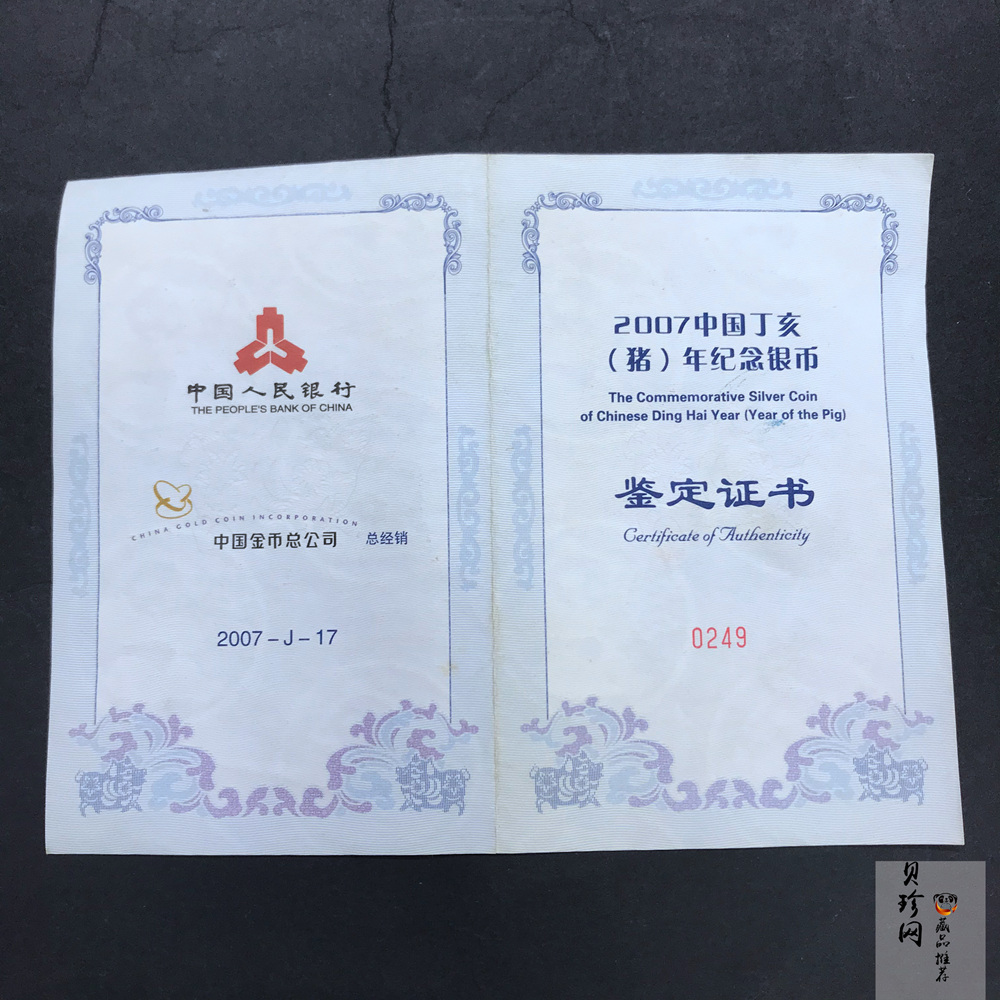 中国人民银行
THE PEOPLE'S BANK OF CHINA
CHINA GOLD COIN INCORPORATION
中国金币总公司 总经销
2007-J-17
2007中国丁亥
(猪)年纪念银币
The Commemorative Silver Coin
of Chinese Ding Hai Year (Year of the Pig)
鉴定证书
Certificate of Authenticity
0249
贝珍网
藏品推荐